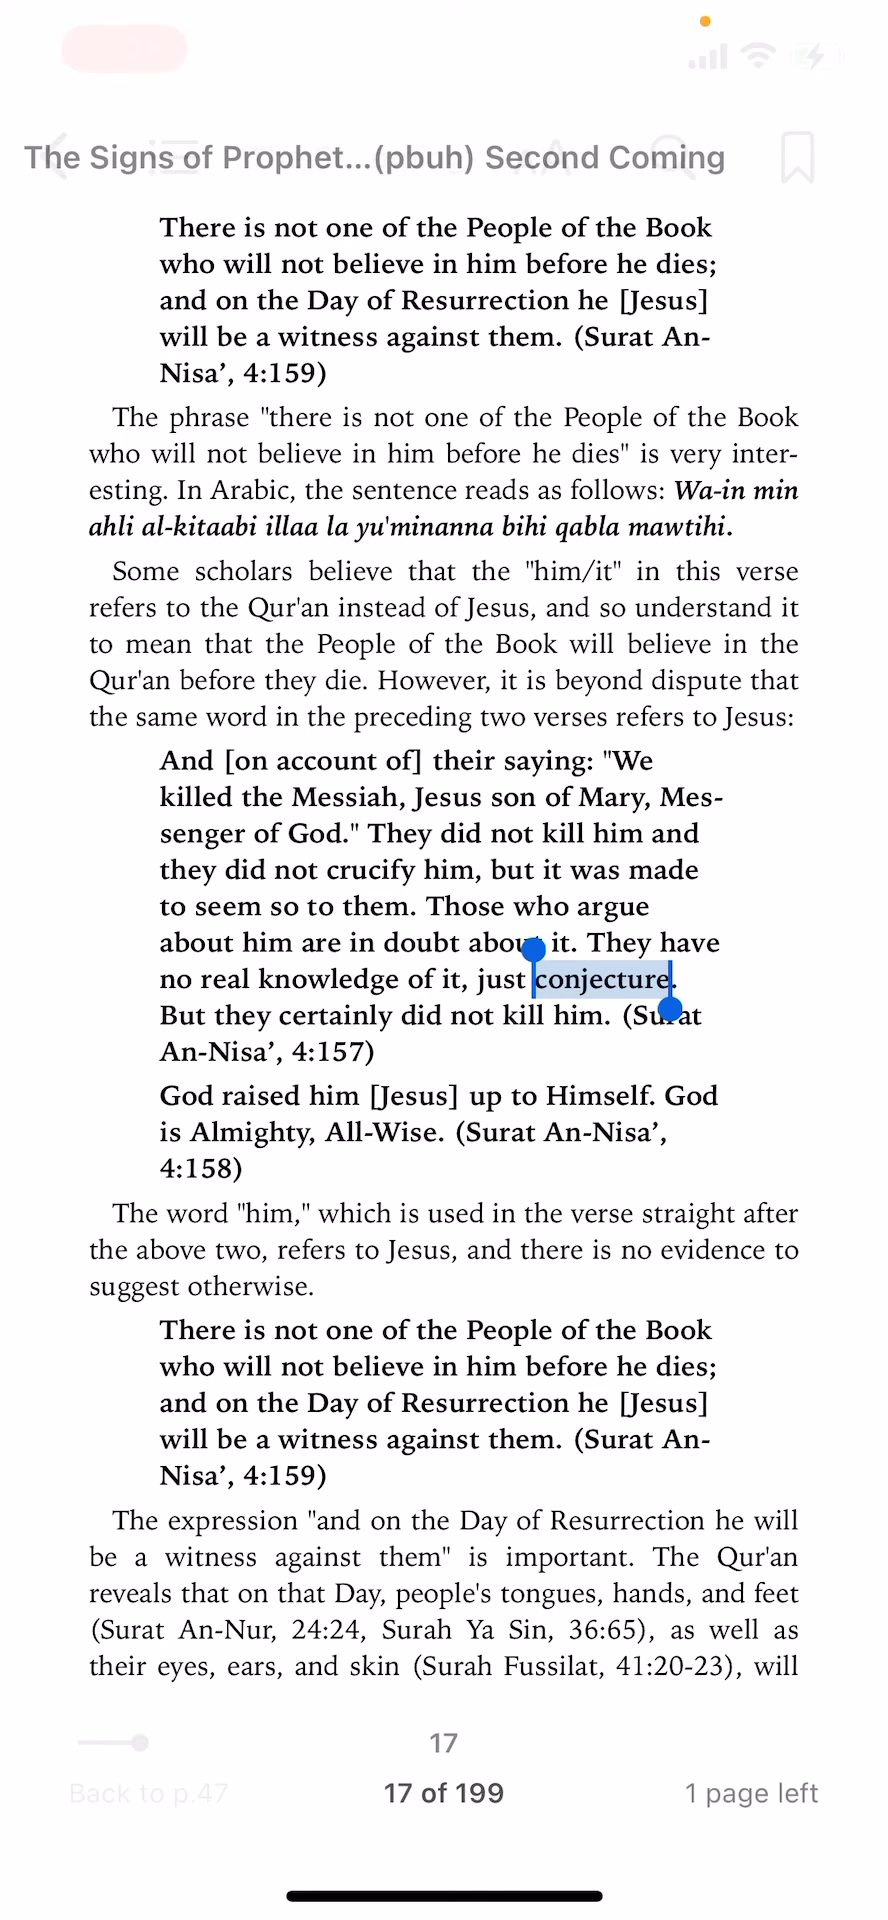 The Signs of Prophet...(pbuh) Second Coming
There is not one of the People of the Book
who will not believe in him before he dies;
and on the Day of Resurrection he [Jesus]
will be a witness against them. (Surat An-
Nisa’, 4:159)
The phrase "there is not one of the People of the Book
who will not believe in him before he dies" is very inter-
esting. In Arabic, the sentence reads as follows: Wa-in min
ahli al-kitaabi illaa la yu'minanna bihi qabla mawtihi.
Some scholars believe that the "him/it" in this verse
refers to the Qur'an instead of Jesus, and so understand it
to mean that the People of the Book will believe in the
Qur'an before they die. However, it is beyond dispute that
the same word in the preceding two verses refers to Jesus:
And [on account of] their saying: "We
killed the Messiah, Jesus son of Mary, Mes-
senger of God." They did not kill him and
they did not crucify him, but it was made
to seem so to them. Those who argue
about him are in doubt about it. They have
no real knowledge of it, just conjecture.
But they certainly did not kill him. (Surat
An-Nisa’, 4:157)
God raised him [Jesus] up to Himself. God
is Almighty, All-Wise. (Surat An-Nisa’,
4:158)
The word "him," which is used in the verse straight after
the above two, refers to Jesus, and there is no evidence to
suggest otherwise.
There is not one of the People of the Book
who will not believe in him before he dies;
and on the Day of Resurrection he [Jesus]
will be a witness against them. (Surat An-
Nisa’, 4:159)
The expression "and on the Day of Resurrection he will
be a witness against them" is important. The Qur'an
reveals that on that Day, people's tongues, hands, and feet
(Surat An-Nur, 24:24, Surah Ya Sin, 36:65), as well as
their eyes, ears, and skin (Surah Fussilat, 41:20-23), will
17
Back to p.47
17 of 199
1 page left